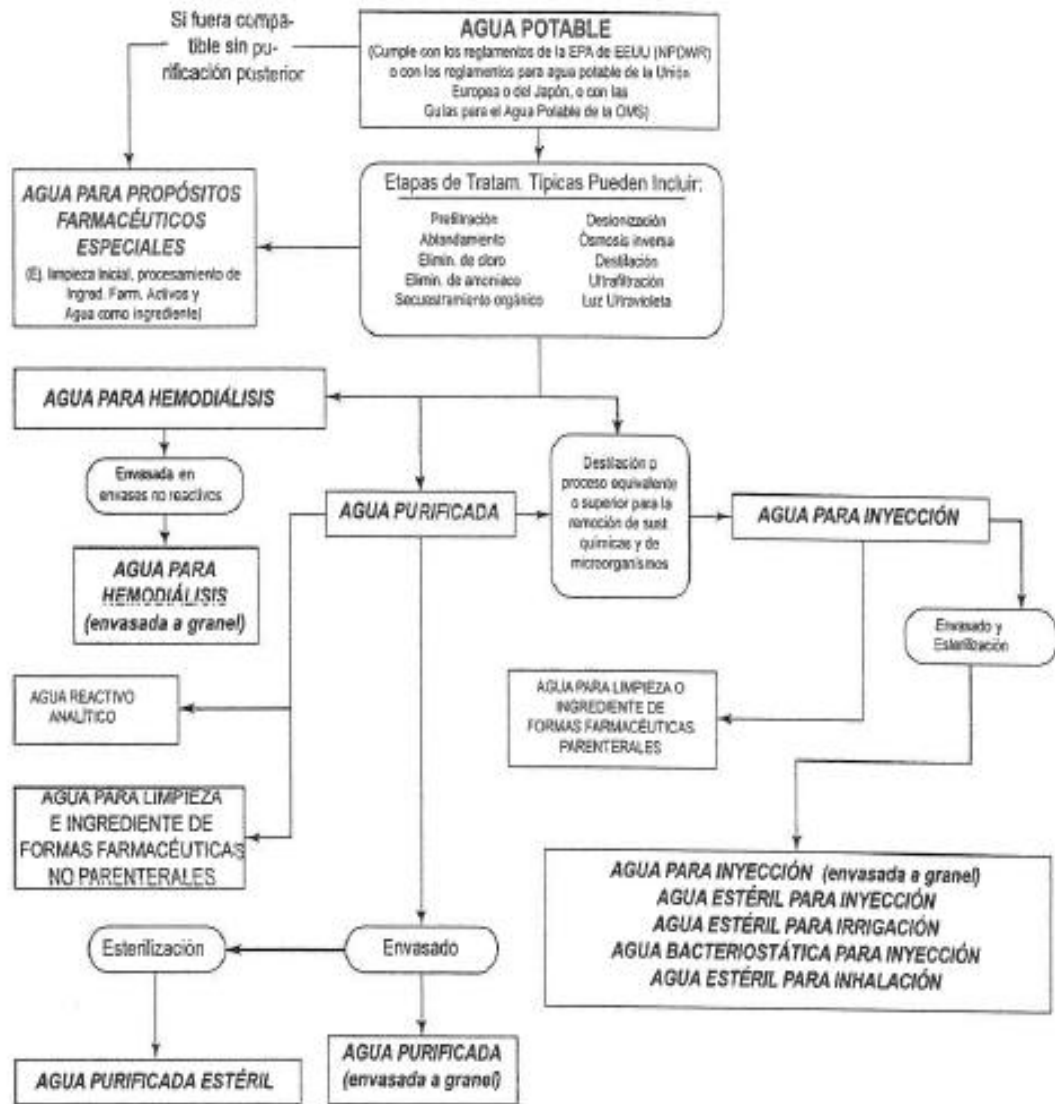 Si fuera compa-
tible sin pu-
rificación posterior
AGUA POTABLE
(Cumple con los reglamentos de la EPA de EEUU (NPDWR)
o con los reglamentos para agua potable de la Unión
Europea o del Japón, o con las
Guías para el Agua Potable de la OMS)
Etapas de Tratam. Típicas Pueden Incluir:
Prefiltración
Ablandamiento
Elimin. de cloro
Elimin. de amoniaco
Secuestramiento orgánico
Desionización
Ósmosis inversa
Destilación
Ultrafiltración
Luz Ultravioleta
AGUA PARA PROPÓSITOS
FARMACÉUTICOS
ESPECIALES
(Ej. limpieza Inicial, procesamiento de
Ingred. Farm. Activos y
Agua como ingrediente)
AGUA PARA HEMODIÁLISIS
Envasada en
envases no reactivos
AGUA PARA
HEMODIÁLISIS
(envasada a granel)
AGUA PURIFICADA
Destilación o
proceso equivalente
o superior para la
remoción de sust
químicas y de
microorganismos
AGUA PARA INYECCIÓN
Envasado y
Esterilización
AGUA REACTIVO
ANALÍTICO
AGUA PARA LIMPIEZA O
INGREDIENTE DE
FORMAS FARMACÉUTICAS
PARENTERALES
AGUA PARA LIMPIEZA
E INGREDIENTE DE
FORMAS FARMACÉUTICAS
NO PARENTERALES
AGUA PARA INYECCIÓN (envasada a granel)
AGUA ESTÉRIL PARA INYECCIÓN
AGUA ESTÉRIL PARA IRRIGACIÓN
AGUA BACTERIOSTÁTICA PARA INYECCIÓN
AGUA ESTÉRIL PARA INHALACIÓN
Esterilización
Envasado
AGUA PURIFICADA ESTÉRIL
AGUA PURIFICADA
(envasada a granel)